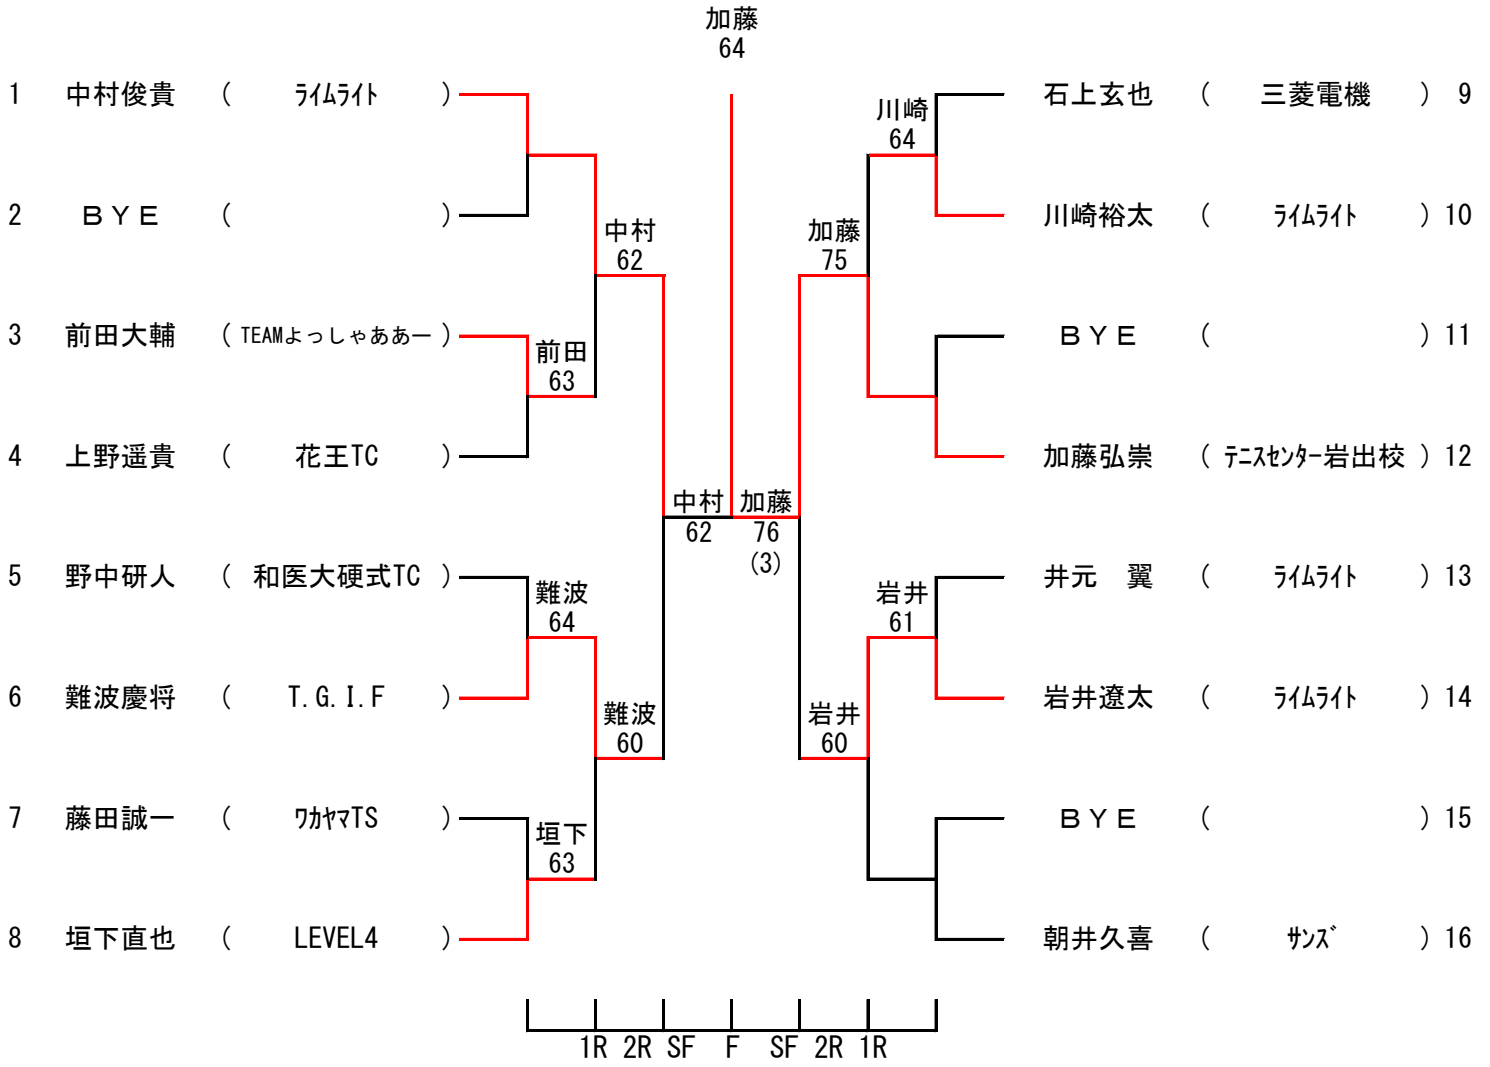 加藤
64
1 中村俊貴 ( ﾗｲﾑﾗｲﾄ )
2 ＢＹＥ ( )
3 前田大輔 ( TEAMよっしゃああー )
4 上野遥貴 ( 花王TC )
5 野中研人 ( 和医大硬式TC )
6 難波慶将 ( T.G.I.F )
7 藤田誠一 ( ﾜｶﾔﾏTS )
8 垣下直也 ( LEVEL4 )
前田
63
難波
64
垣下
63
中村
62
難波
60
中村
62
加藤
76
(3)
加藤
75
岩井
60
川崎
64
岩井
61
石上玄也 ( 三菱電機 ) 9
川崎裕太 ( ﾗｲﾑﾗｲﾄ ) 10
ＢＹＥ ( ) 11
加藤弘崇 ( ﾃﾆｽｾﾝﾀｰ岩出校 ) 12
井元　翼 ( ﾗｲﾑﾗｲﾄ ) 13
岩井遼太 ( ﾗｲﾑﾗｲﾄ ) 14
ＢＹＥ ( ) 15
朝井久喜 ( ｻﾝｽﾞ ) 16
1R 2R SF F SF 2R 1R